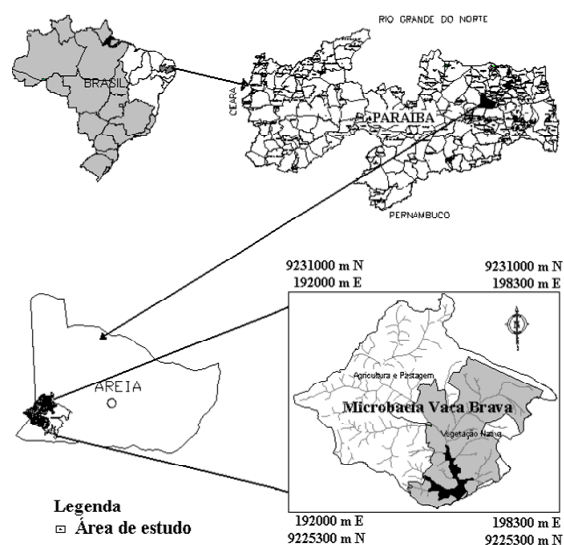 RIO GRANDE DO NORTE
BRASIL
CEARA
PARAIBA
PERNAMBUCO
9231000 m N
192000 m E
9231000 m N
198300 m E
N
AREIA
Agricultura e Pastagem
Microbacia Vaca Brava
Vegetação Nativa
Legenda
Área de estudo
192000 m E
9225300 m N
198300 m E
9225300 m N